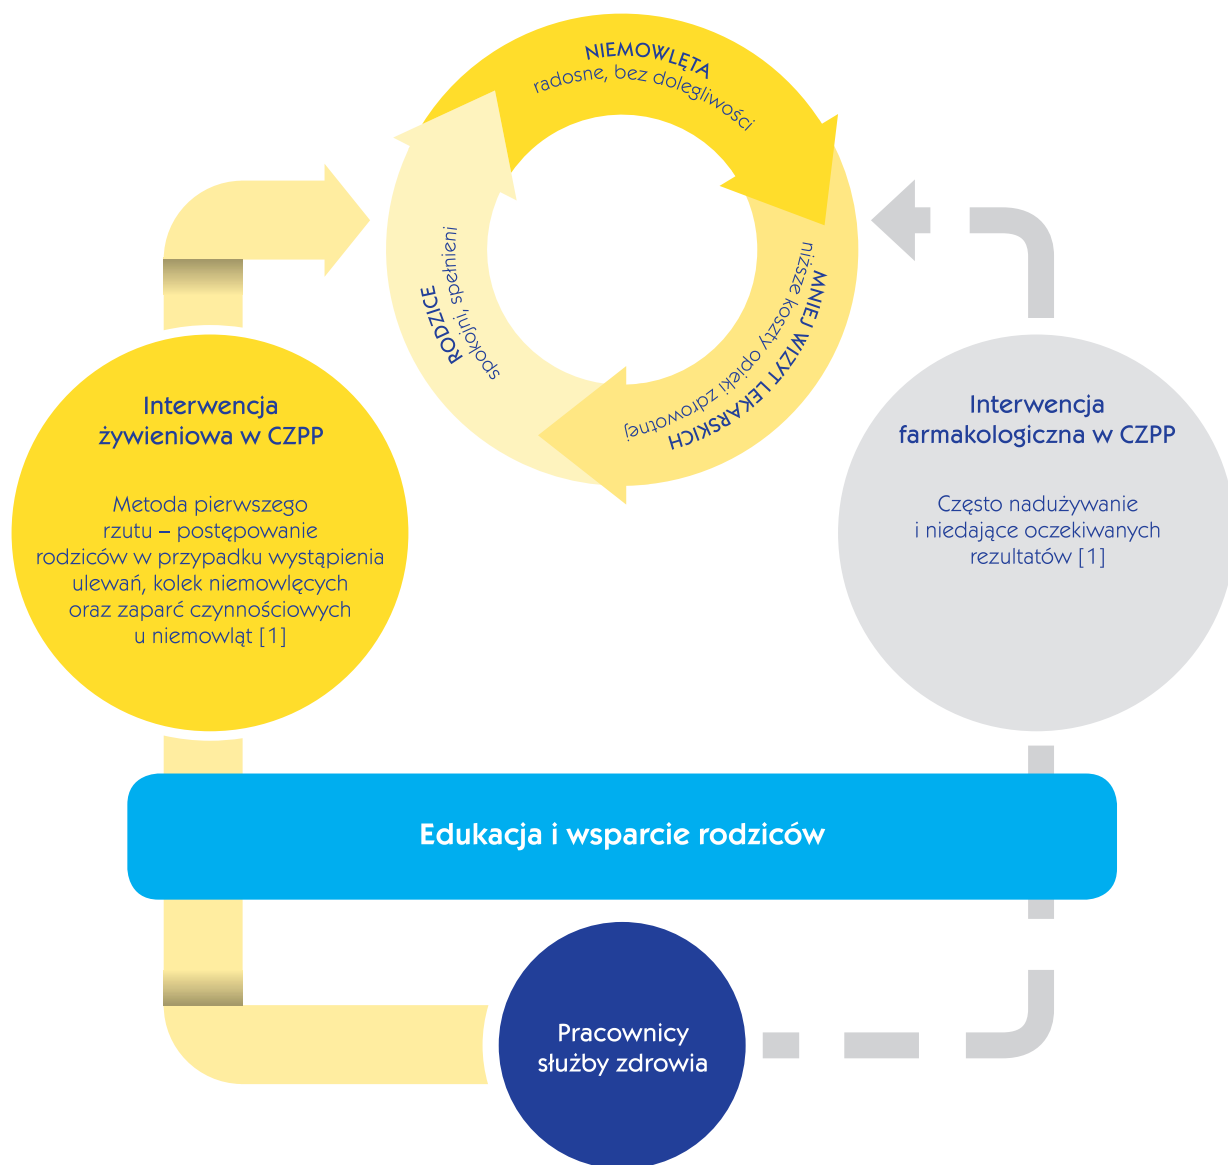 NIEMOWLĘTA
radosne, bez dolegliwości
MNIEJ WIZYT LEKARSKICH
niższe koszty opieki zdrowotnej
RODZICE
spokojni, spełnieni
Interwencja
żywieniowa w CZPP
Metoda pierwszego
rzutu – postępowanie
rodziców w przypadku wystąpienia
ulewań, kolek niemowlęcych
oraz zaparć czynnościowych
u niemowląt [1]
Interwencja
farmakologiczna w CZPP
Często nadużywanie
i niedające oczekiwanych
rezultatów [1]
Edukacja i wsparcie rodziców
Pracownicy
służby zdrowia